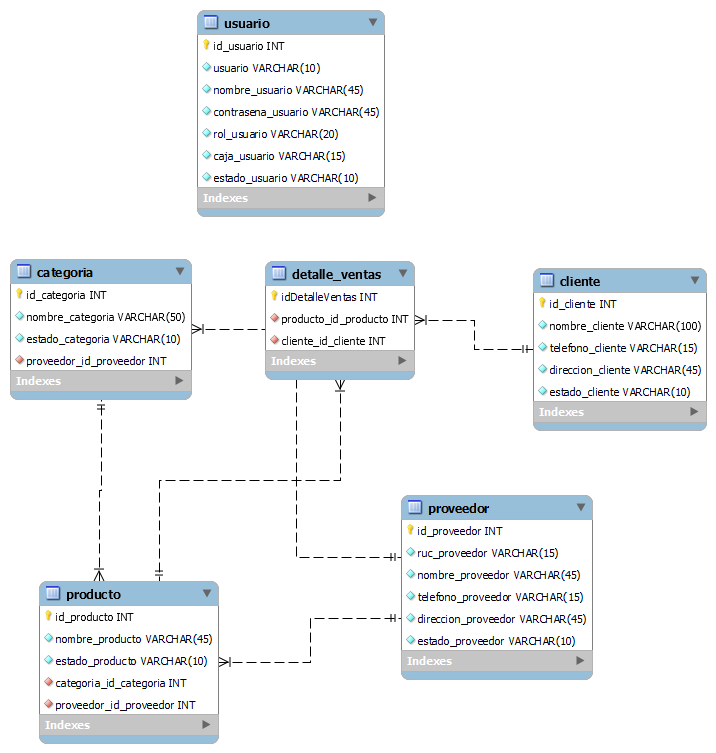 usuario
id_usuario INT
usuario VARCHAR(10)
nombre_usuario VARCHAR(45)
contrasena_usuario VARCHAR(45)
rol_usuario VARCHAR(20)
caja_usuario VARCHAR(15)
estado_usuario VARCHAR(10)
Indexes
categoria
id_categoria INT
nombre_categoria VARCHAR(50)
estado_categoria VARCHAR(10)
proveedor_id_proveedor INT
Indexes
detalle_ventas
idDetalleVentas INT
producto_id_producto INT
cliente_id_cliente INT
Indexes
cliente
id_cliente INT
nombre_cliente VARCHAR(100)
telefono_cliente VARCHAR(15)
direccion_cliente VARCHAR(45)
estado_cliente VARCHAR(10)
Indexes
proveedor
id_proveedor INT
ruc_proveedor VARCHAR(15)
nombre_proveedor VARCHAR(45)
telefono_proveedor VARCHAR(15)
direccion_proveedor VARCHAR(45)
estado_proveedor VARCHAR(10)
Indexes
producto
id_producto INT
nombre_producto VARCHAR(45)
estado_producto VARCHAR(10)
categoria_id_categoria INT
proveedor_id_proveedor INT
Indexes